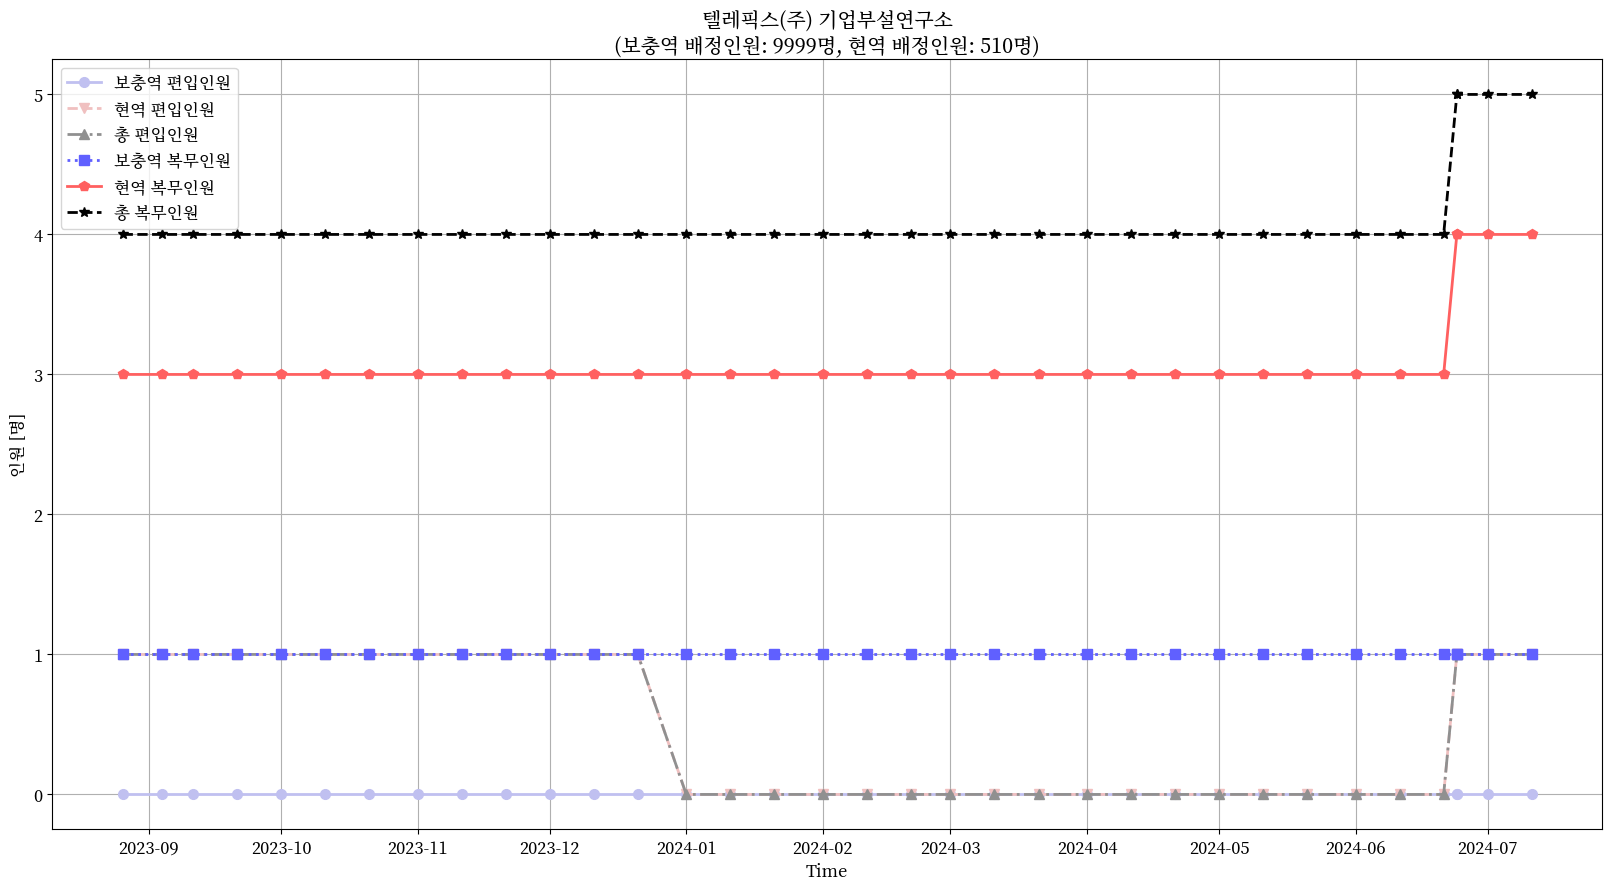 텔레픽스(주) 기업부설연구소
(보충역 배정인원: 9999명, 현역 배정인원: 510명)
보충역 편입인원
현역 편입인원
총 편입인원
보충역 복무인원
현역 복무인원
총 복무인원
인원 [명]
5
4
3
2
1
0
2023-09 2023-10 2023-11 2023-12 2024-01 2024-02 2024-03 2024-04 2024-05 2024-06 2024-07
Time